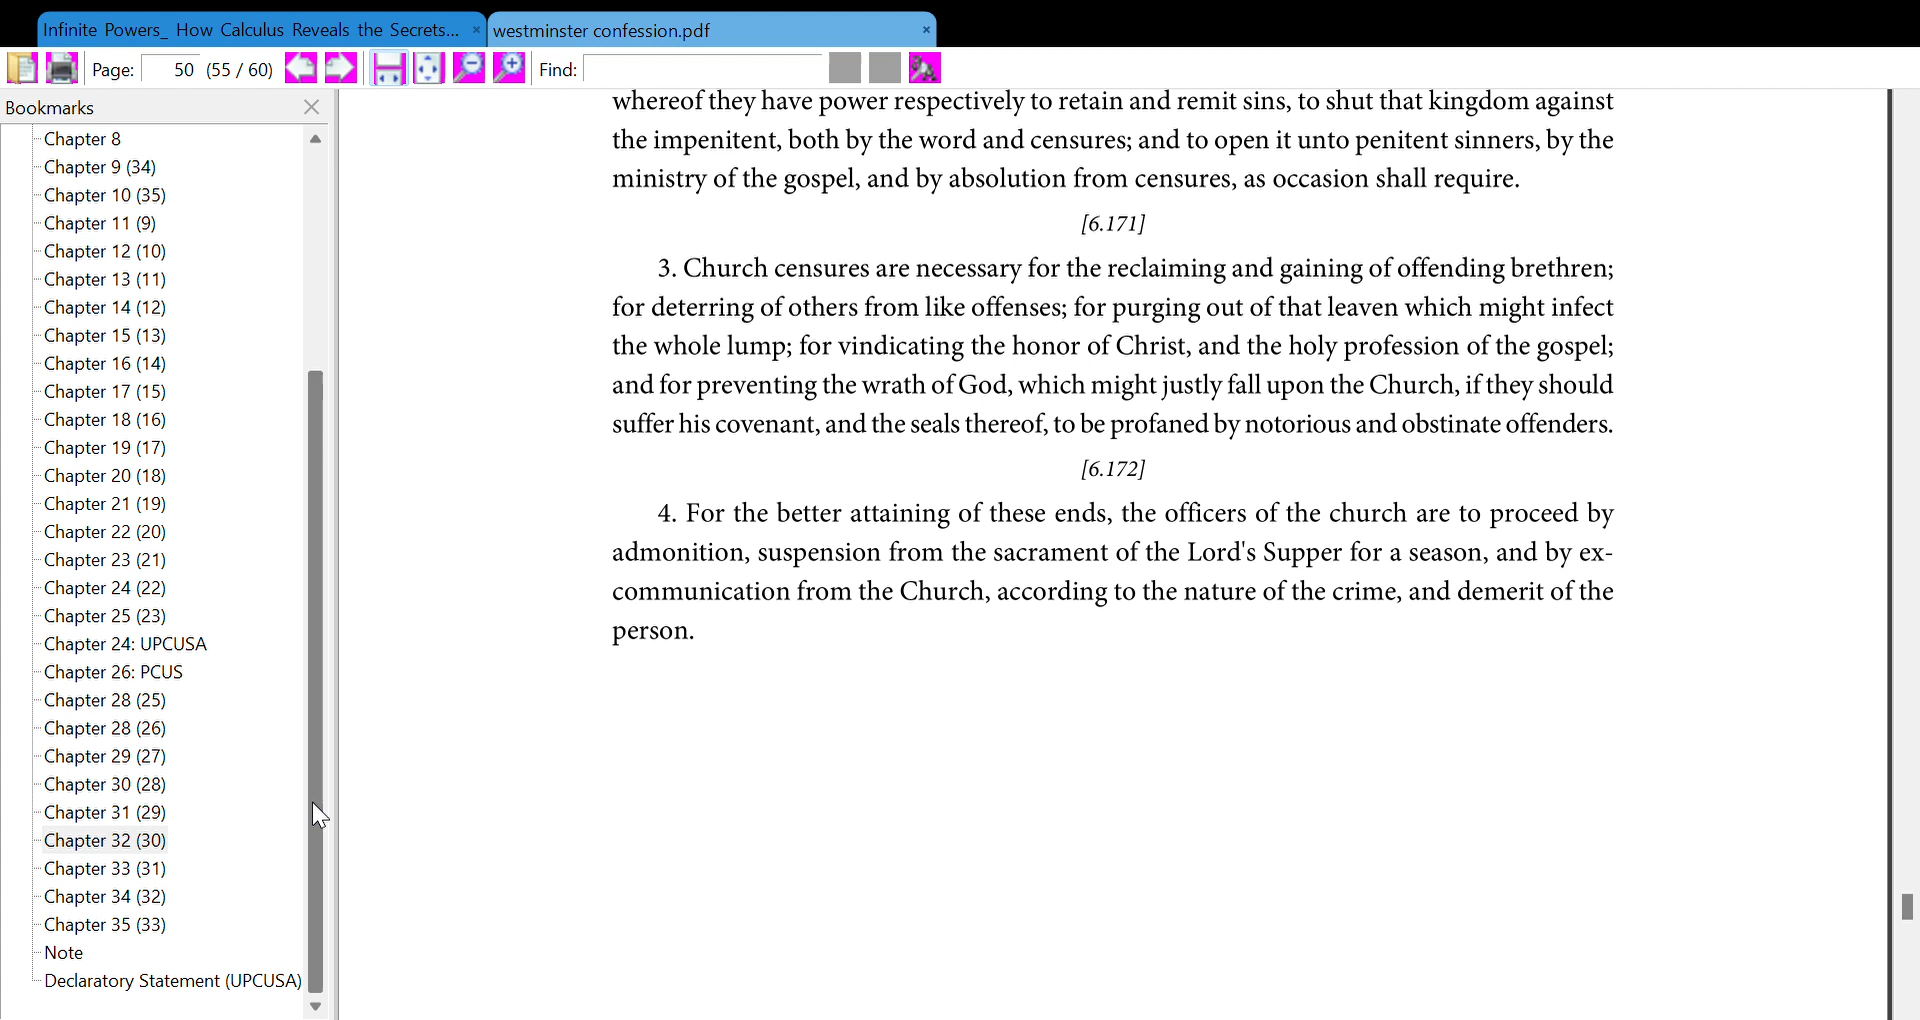 Infinite Powers_ How Calculus Reveals the Secrets... ×
westminster confession.pdf ×
Page: 50 (55 / 60) Find:
Bookmarks
Chapter 8
Chapter 9 (34)
Chapter 10 (35)
Chapter 11 (9)
Chapter 12 (10)
Chapter 13 (11)
Chapter 14 (12)
Chapter 15 (13)
Chapter 16 (14)
Chapter 17 (15)
Chapter 18 (16)
Chapter 19 (17)
Chapter 20 (18)
Chapter 21 (19)
Chapter 22 (20)
Chapter 23 (21)
Chapter 24 (22)
Chapter 25 (23)
Chapter 24: UPCUSA
Chapter 26: PCUS
Chapter 28 (25)
Chapter 28 (26)
Chapter 29 (27)
Chapter 30 (28)
Chapter 31 (29)
Chapter 32 (30)
Chapter 33 (31)
Chapter 34 (32)
Chapter 35 (33)
Note
Declaratory Statement (UPCUSA)
whereof they have power respectively to retain and remit sins, to shut that kingdom against
the impenitent, both by the word and censures; and to open it unto penitent sinners, by the
ministry of the gospel, and by absolution from censures, as occasion shall require.
[6.171]
3. Church censures are necessary for the reclaiming and gaining of offending brethren;
for deterring of others from like offenses; for purging out of that leaven which might infect
the whole lump; for vindicating the honor of Christ, and the holy profession of the gospel;
and for preventing the wrath of God, which might justly fall upon the Church, if they should
suffer his covenant, and the seals thereof, to be profaned by notorious and obstinate offenders.
[6.172]
4. For the better attaining of these ends, the officers of the church are to proceed by
admonition, suspension from the sacrament of the Lord's Supper for a season, and by ex-
communication from the Church, according to the nature of the crime, and demerit of the
person.